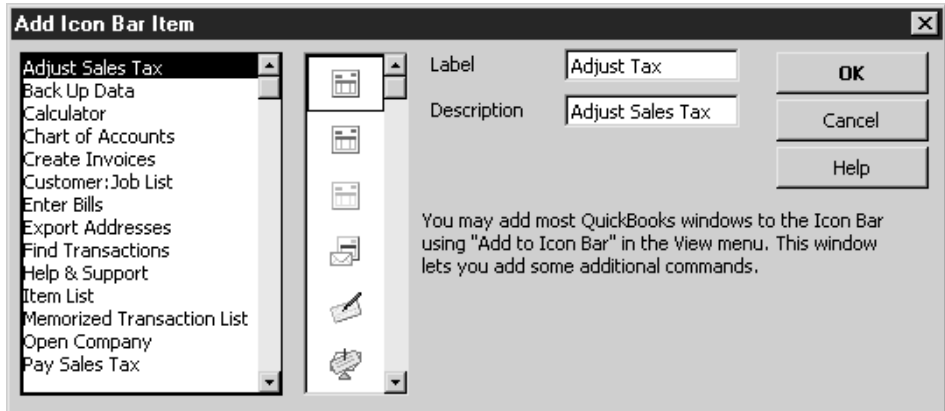 Add Icon Bar Item
Adjust Sales Tax
Back Up Data
Calculator
Chart of Accounts
Create Invoices
Customer:Job List
Enter Bills
Export Addresses
Find Transactions
Help & Support
Item List
Memorized Transaction List
Open Company
Pay Sales Tax
Label
Adjust Tax
Description
Adjust Sales Tax
OK
Cancel
Help
You may add most QuickBooks windows to the Icon Bar
using "Add to Icon Bar" in the View menu. This window
lets you add some additional commands.